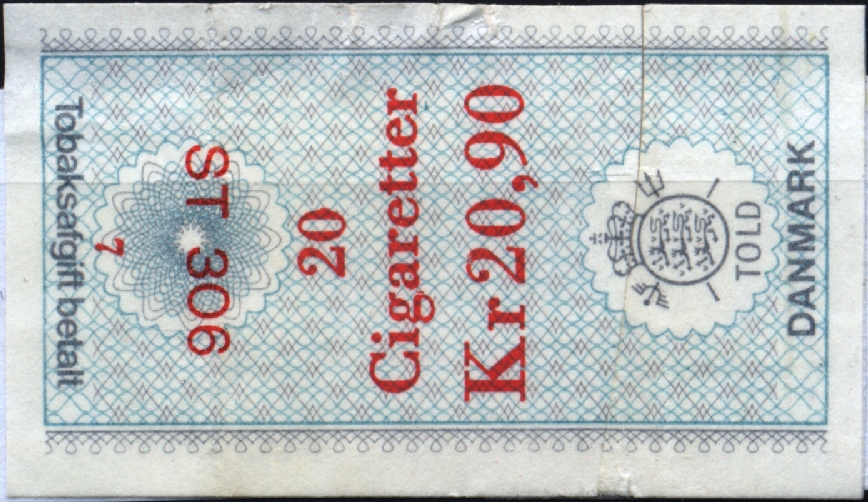 Tobaksafgift betalt
7
ST 306
20
Cigaretter
Kr 20,90
TOLD
DANMARK